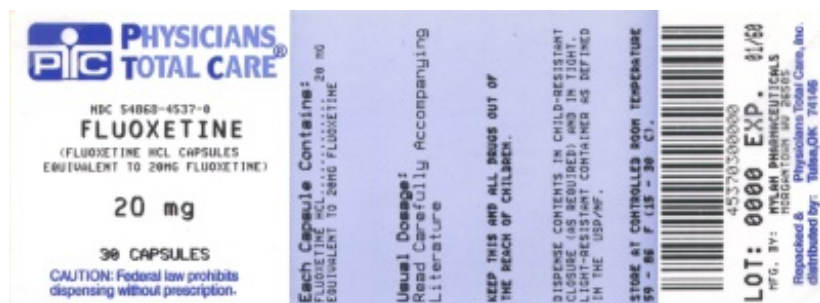 PTC PHYSICIANS
TOTAL CARE®
NDC 54868-4537-0
FLUOXETINE
(FLUOXETINE HCL CAPSULES
EQUIVALENT TO 20MG FLUOXETINE)
20 mg
30 CAPSULES
CAUTION: Federal law prohibits
dispensing without prescription.
Each Capsule Contains:
FLUOXETINE HCL............. 20 MG
EQUIVALENT TO 20MG FLUOXETINE
Usual Dosage:
Read Carefully Accompanying
Literature
KEEP THIS AND ALL DRUGS OUT OF
THE REACH OF CHILDREN.
DISPENSE CONTENTS IN CHILD-RESISTANT
CLOSURE (AS REQUIRED) AND IN TIGHT.
LIGHT-RESISTANT CONTAINER AS DEFINED
IN THE USP/NF.
STORE AT CONTROLLED ROOM TEMPERATURE
59 - 86 F (15 - 30 C).
45370300000
LOT: 0000 EXP. 01/60
MFG. BY: MYLAN PHARMACEUTICALS
MORGANTOWN WV 26505
Repacked & Physicians Total Care, Inc.
distributed by: Tulsa, OK 74146